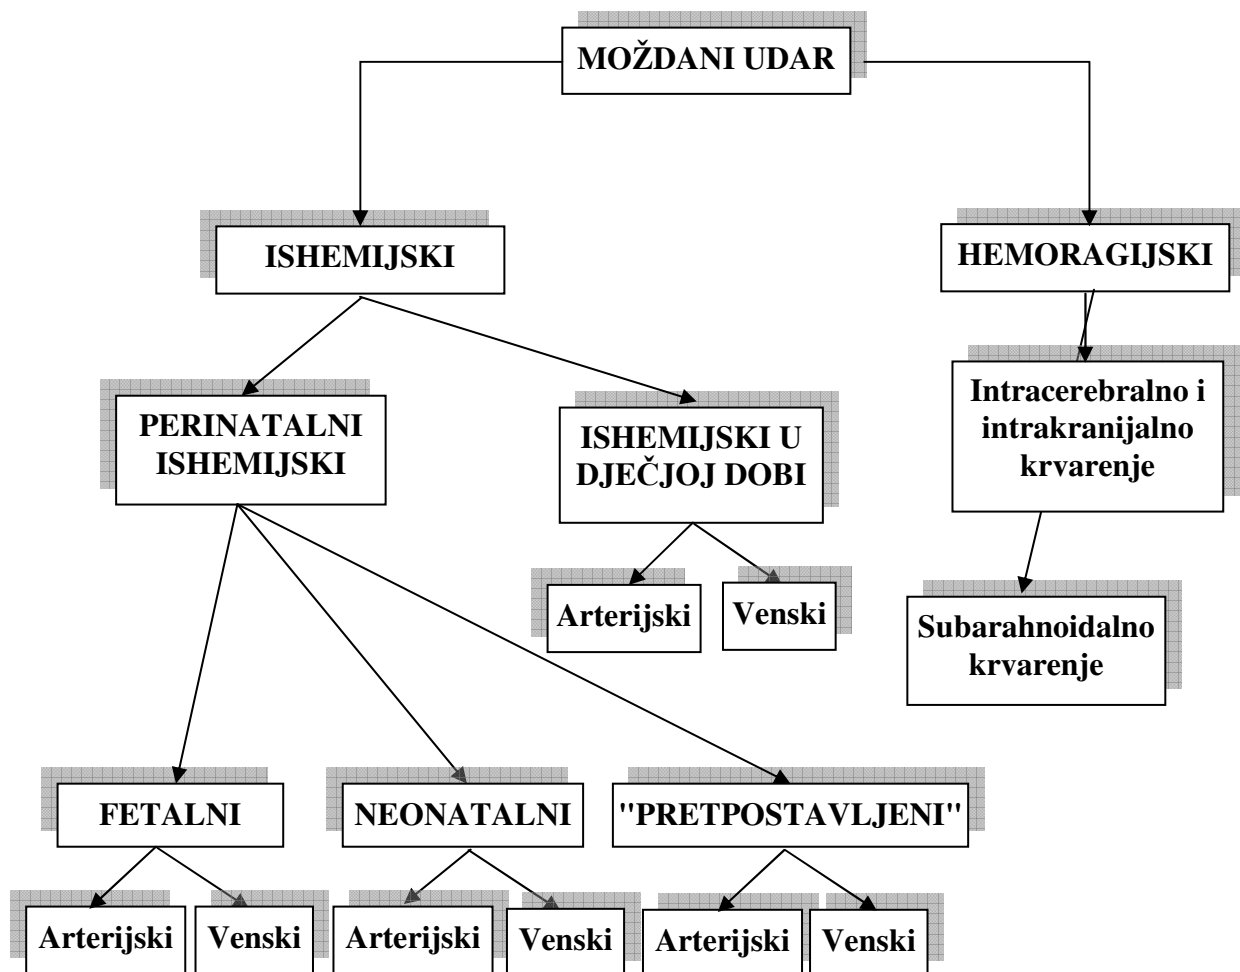 MOŽDANI UDAR
ISHEMIJSKI
HEMORAGIJSKI
PERINATALNI
ISHEMIJSKI
ISHEMIJSKI U
DJEČJOJ DOBI
Intracerebralno i
intrakranijalno
krvarenje
Arterijski
Venski
Subarahnoidalno
krvarenje
FETALNI
NEONATALNI
"PRETPOSTAVLJENI"
Arterijski
Venski
Arterijski
Venski
Arterijski
Venski